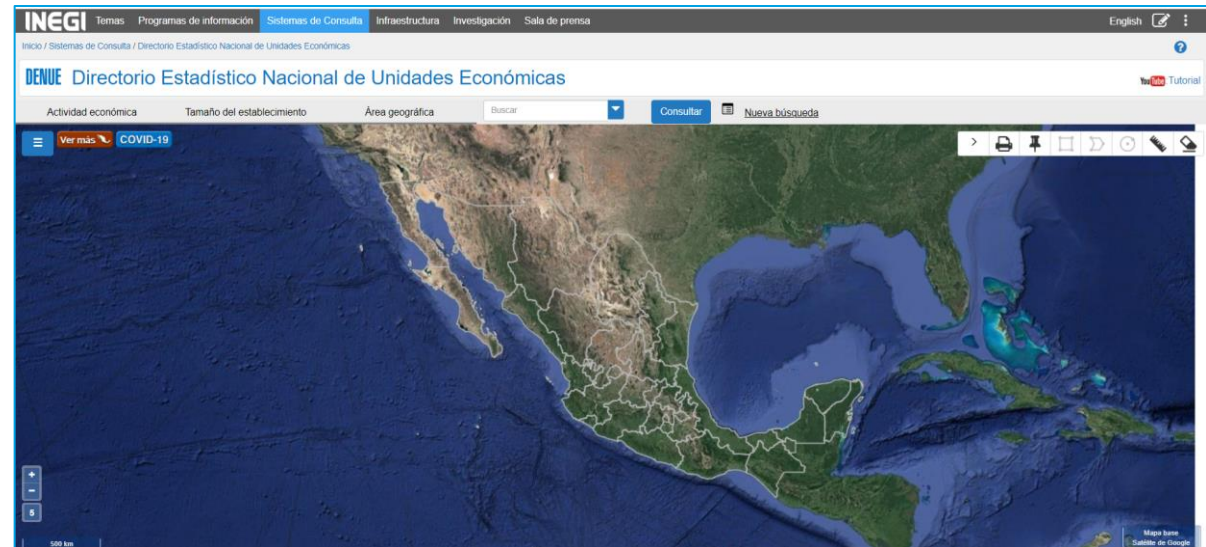 INEGI Temas Programas de información Sistemas de Consulta Infraestructura Investigación Sala de prensa English
Inicio / Sistemas de Consulta / Directorio Estadístico Nacional de Unidades Económicas
DENUE Directorio Estadístico Nacional de Unidades Económicas
YouTube Tutorial
Actividad económica Tamaño del establecimiento Área geográfica Buscar Consultar Nueva búsqueda
Ver más COVID-19
+
-
5
500 km
Mapa base
Satélite de Google